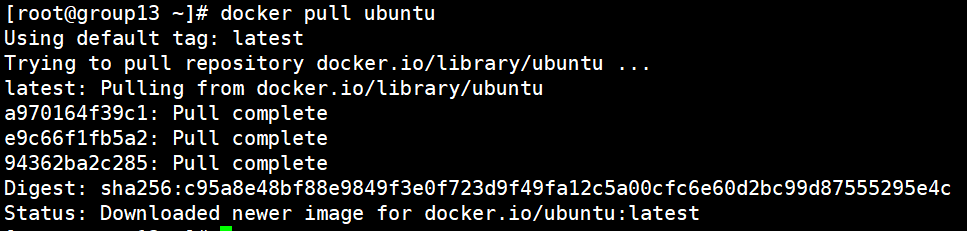 [root@group13 ~]# docker pull ubuntu
Using default tag: latest
Trying to pull repository docker.io/library/ubuntu ...
latest: Pulling from docker.io/library/ubuntu
a970164f39c1: Pull complete
e9c66f1fb5a2: Pull complete
94362ba2c285: Pull complete
Digest: sha256:c95a8e48bf88e9849f3e0f723d9f49fa12c5a00cfc6e60d2bc99d87555295e4c
Status: Downloaded newer image for docker.io/ubuntu:latest